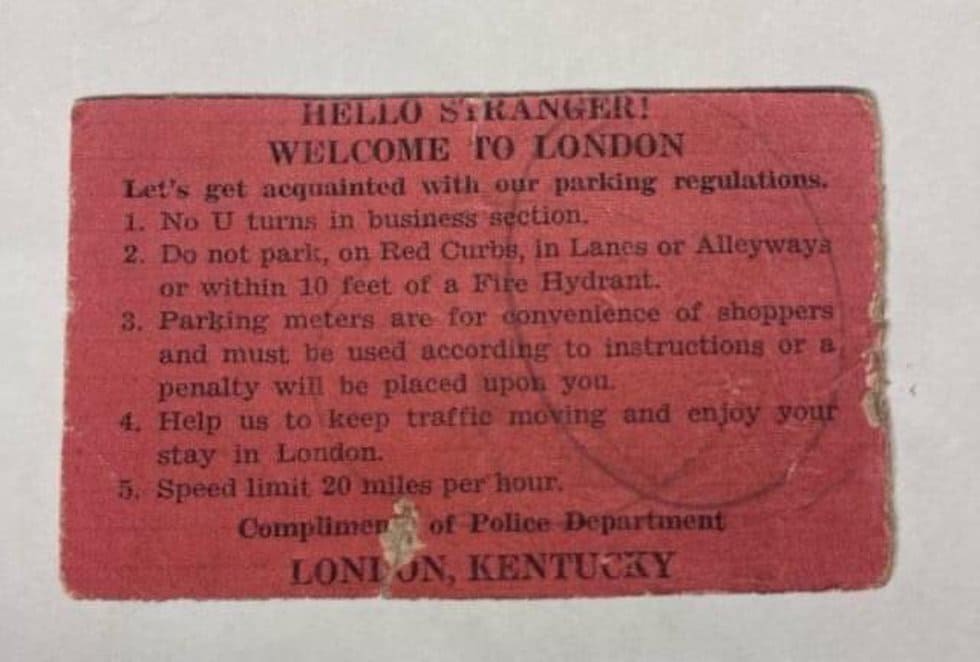 HELLO STRANGER!
WELCOME TO LONDON
Let's get acquainted with our parking regulations.
1. No U turns in business section.
2. Do not park, on Red Curbs, in Lanes or Alleyways
or within 10 feet of a Fire Hydrant.
3. Parking meters are for convenience of shoppers
and must be used according to instructions or a
penalty will be placed upon you.
4. Help us to keep traffic moving and enjoy your
stay in London.
5. Speed limit 20 miles per hour.
of Police Department
LONDON, KENTUCKY